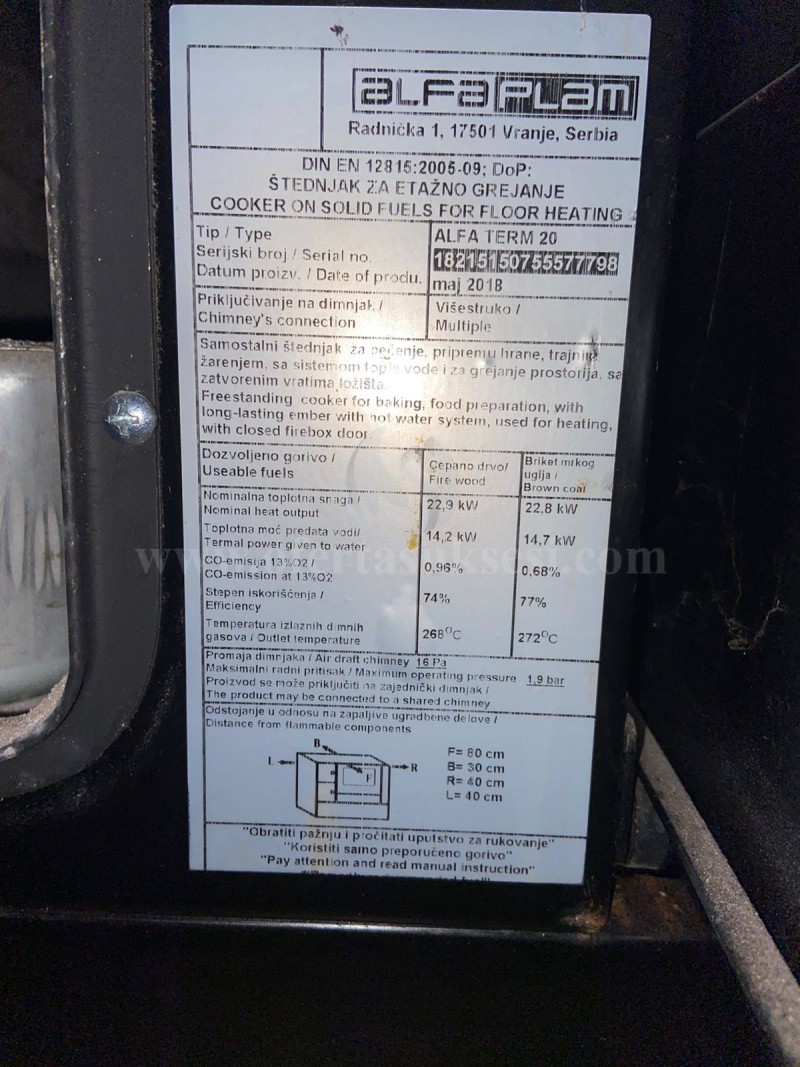 ALFA PLAM
Radnička 1, 17501 Vranje, Serbia
DIN EN 12815:2005-09; DoP:
ŠTEDNJAK ZA ETAŽNO GREJANJE
COOKER ON SOLID FUELS FOR FLOOR HEATING
Tip / Type ALFA TERM 20
Serijski broj / Serial no. 18215150755577798
Datum proizv. / Date of produ. maj 2018
Priključivanje na dimnjak / Višestruko /
Chimney's connection Multiple
Samostalni štednjak za pečenje, pripremu hrane, trajnim
žarenjem, sa sistemom tople vode i za grejanje prostorija, sa
zatvorenim vratima ložišta.
Freestanding cooker for baking, food preparation, with
long-lasting ember with hot water system, used for heating,
with closed firebox door.
Dozvoljeno gorivo / Cepano drvo/ Briket mrkog
Useable fuels Fire wood uglja /
Brown coal
Nominalna toplotna snaga / 22,9 kW 22,8 kW
Nominal heat output
Toplotna moć predata vodi/ 14,2 kW 14,7 kW
Termal power given to water
CO-emisija 13%O2 / 0,96% 0,68%
CO-emission at 13%O2
Stepen iskorišćenja / 74% 77%
Efficiency
Temperatura izlaznih dimnih
gasova / Outlet temperature 268°C 272°C
Promaja dimnjaka / Air draft chimney 16 Pa
Maksimalni radni pritisak / Maximum operating pressure 1,9 bar
Proizvod se može priključiti na zajednički dimnjak /
The product may be connected to a shared chimney
Odstojanje u odnosu na zapaljive ugradbene delove /
Distance from flammable components
B
L R
F
F= 80 cm
B= 30 cm
R= 40 cm
L= 40 cm
"Obratiti pažnju i pročitati uputstvo za rukovanje"
"Koristiti samo preporučeno gorivo"
"Pay attention and read manual instruction"